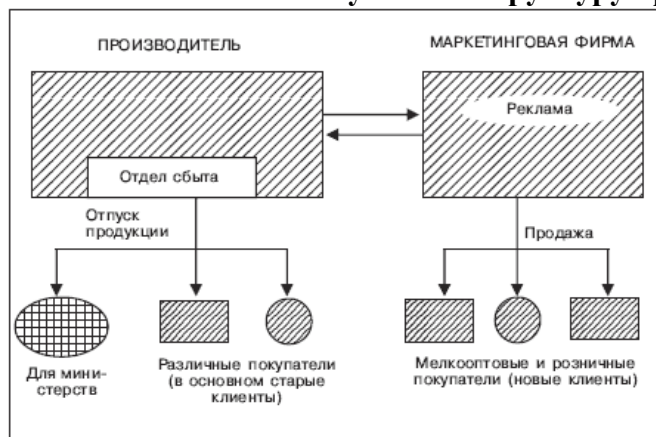 ПРОИЗВОДИТЕЛЬ
МАРКЕТИНГОВАЯ ФИРМА
Реклама
Отдел сбыта
Отпуск
продукции
Продажа
Для мини-
стерств
Различные покупатели
(в основном старые
клиенты)
Мелкооптовые и розничные
покупатели (новые клиенты)